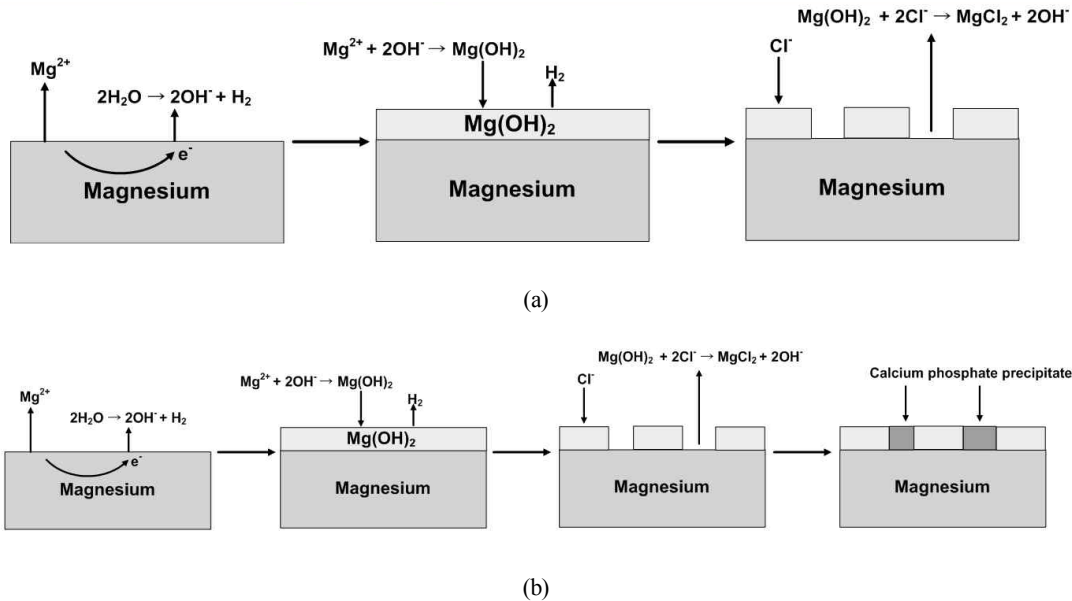 Mg²⁺
2H₂O → 2OH⁻ + H₂
e⁻
Magnesium
Mg²⁺ + 2OH⁻ → Mg(OH)₂
H₂
Mg(OH)₂
Magnesium
Mg(OH)₂ + 2Cl⁻ → MgCl₂ + 2OH⁻
Cl⁻
Magnesium
(a)
Mg²⁺
2H₂O → 2OH⁻ + H₂
e⁻
Magnesium
Mg²⁺ + 2OH⁻ → Mg(OH)₂
H₂
Mg(OH)₂
Magnesium
Mg(OH)₂ + 2Cl⁻ → MgCl₂ + 2OH⁻
Cl⁻
Magnesium
Calcium phosphate precipitate
Magnesium
(b)